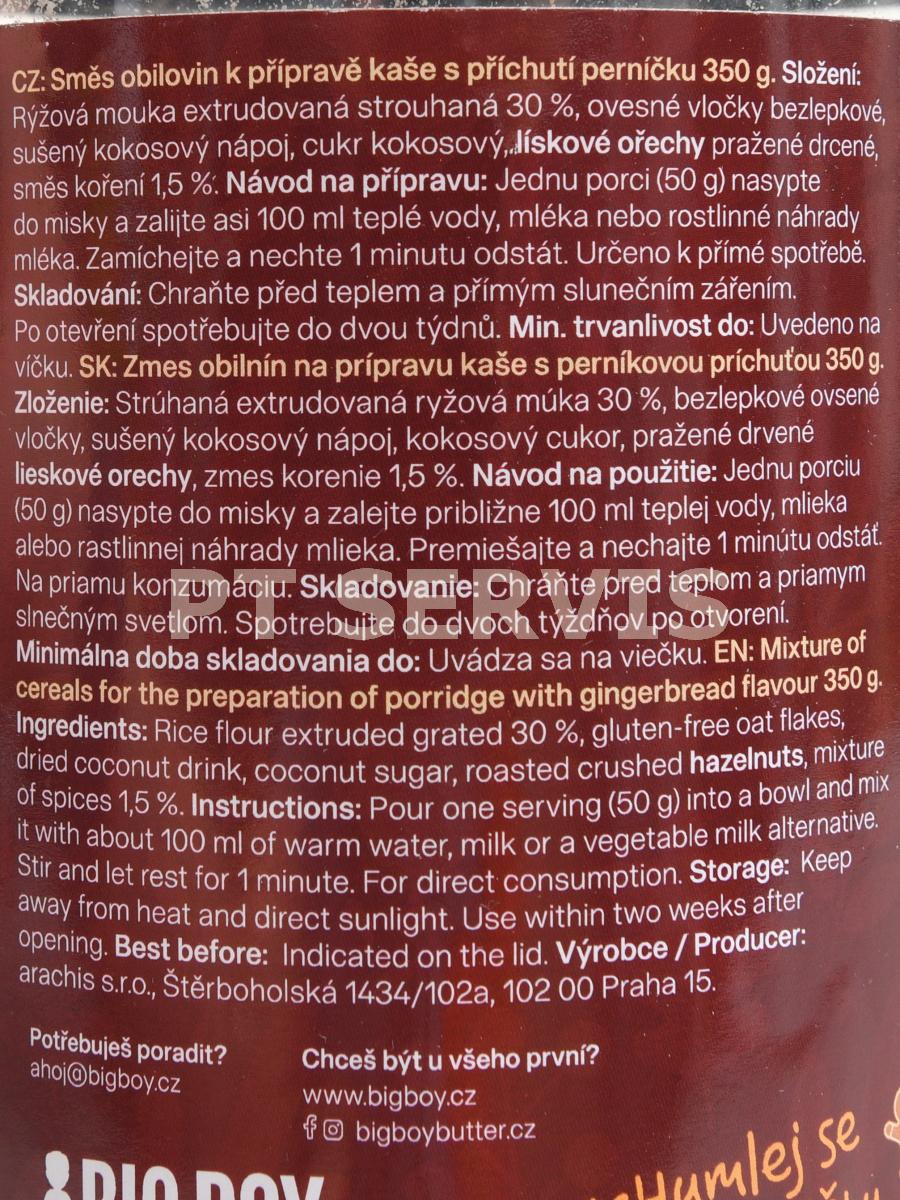 CZ: Směs obilovin k přípravě kaše s příchutí perníčku 350 g. Složení:
Rýžová mouka extrudovaná strouhaná 30 %, ovesné vločky bezlepkové,
sušený kokosový nápoj, cukr kokosový, lískové ořechy pražené drcené,
směs koření 1,5 %. Návod na přípravu: Jednu porci (50 g) nasypte
do misky a zalijte asi 100 ml teplé vody, mléka nebo rostlinné náhrady
mléka. Zamíchejte a nechte 1 minutu odstát. Určeno k přímé spotřebě.
Skladování: Chraňte před teplem a přímým slunečním zářením.
Po otevření spotřebujte do dvou týdnů. Min. trvanlivost do: Uvedeno na
víčku. SK: Zmes obilnín na prípravu kaše s perníkovou príchuťou 350 g.
Zloženie: Strúhaná extrudovaná ryžová múka 30 %, bezlepkové ovsené
vločky, sušený kokosový nápoj, kokosový cukor, pražené drvené
lieskové orechy, zmes korenie 1,5 %. Návod na použitie: Jednu porciu
(50 g) nasypte do misky a zalejte približne 100 ml teplej vody, mlieka
alebo rastlinnej náhrady mlieka. Premiešajte a nechajte 1 minútu odstáť.
Na priamu konzumáciu. Skladovanie: Chráňte pred teplom a priamym
slnečným svetlom. Spotrebujte do dvoch týždňov po otvorení.
PT SERVIS
Minimálna doba skladovania do: Uvádza sa na viečku. EN: Mixture of
cereals for the preparation of porridge with gingerbread flavour 350 g.
Ingredients: Rice flour extruded grated 30 %, gluten-free oat flakes,
dried coconut drink, coconut sugar, roasted crushed hazelnuts, mixture
of spices 1,5 %. Instructions: Pour one serving (50 g) into a bowl and mix
it with about 100 ml of warm water, milk or a vegetable milk alternative.
Stir and let rest for 1 minute. For direct consumption. Storage: Keep
away from heat and direct sunlight. Use within two weeks after
opening. Best before: Indicated on the lid. Výrobce / Producer:
arachis s.r.o., Štěrboholská 1434/102a, 102 00 Praha 15.
Potřebuješ poradit?
ahoj@bigboy.cz
Chceš být u všeho první?
www.bigboy.cz
bigboybutter.cz
BIG BOY
se